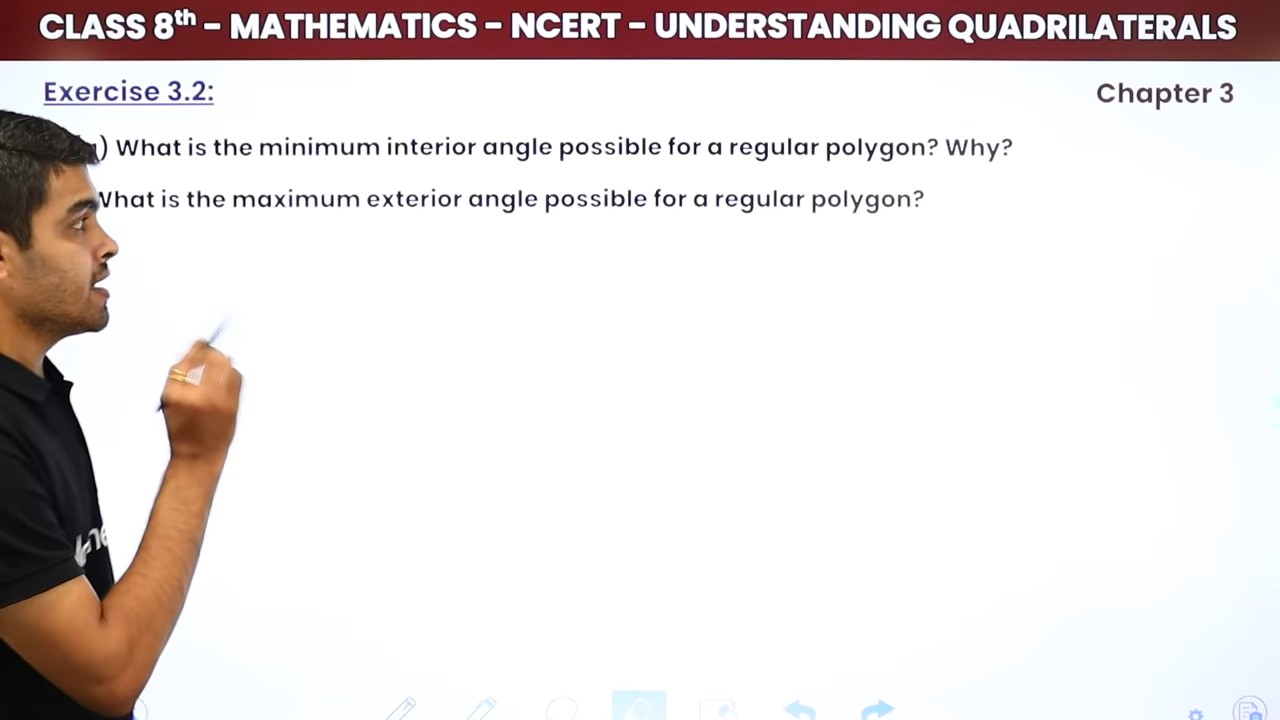 CLASS 8th - MATHEMATICS - NCERT - UNDERSTANDING QUADRILATERALS
Exercise 3.2:
Chapter 3
) What is the minimum interior angle possible for a regular polygon? Why?
What is the maximum exterior angle possible for a regular polygon?